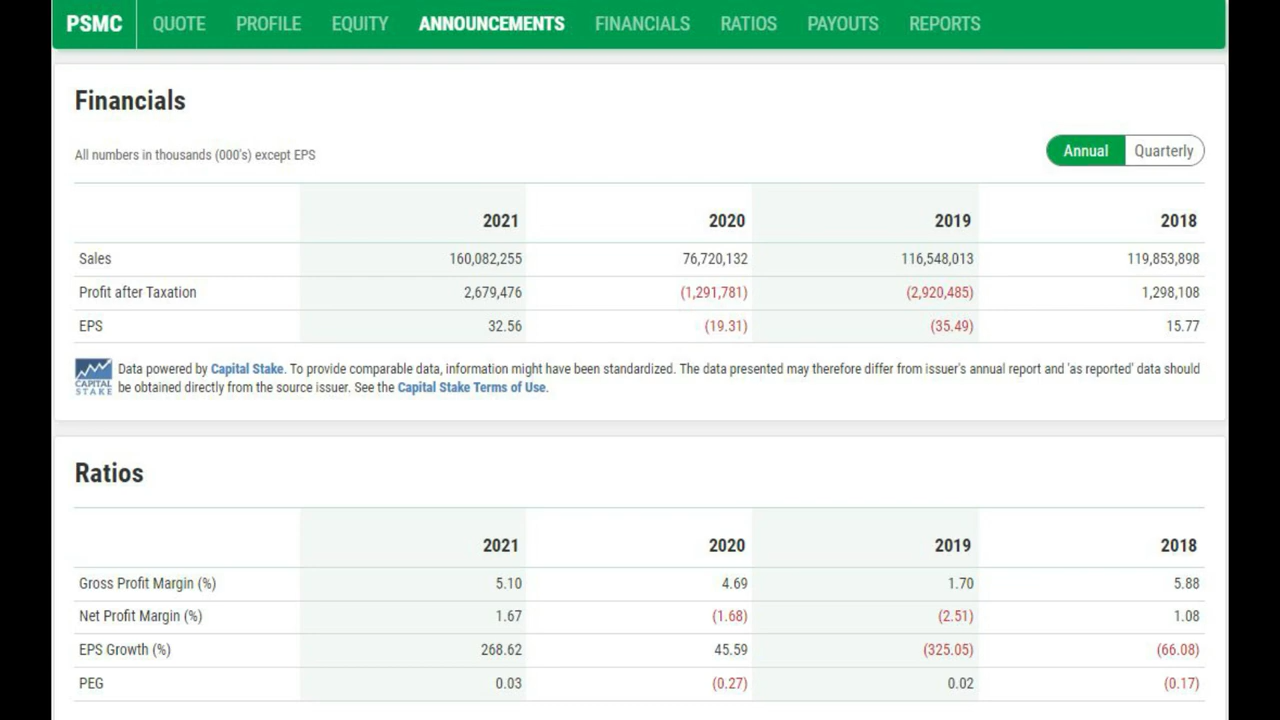 PSMC QUOTE PROFILE EQUITY ANNOUNCEMENTS FINANCIALS RATIOS PAYOUTS REPORTS
Financials
All numbers in thousands (000's) except EPS
Annual Quarterly
2021 2020 2019 2018
Sales 160,082,255 76,720,132 116,548,013 119,853,898
Profit after Taxation 2,679,476 (1,291,781) (2,920,485) 1,298,108
EPS 32.56 (19.31) (35.49) 15.77
CAPITAL STAKE
Data powered by Capital Stake. To provide comparable data, information might have been standardized. The data presented may therefore differ from issuer's annual report and 'as reported' data should
be obtained directly from the source issuer. See the Capital Stake Terms of Use.
Ratios
2021 2020 2019 2018
Gross Profit Margin (%) 5.10 4.69 1.70 5.88
Net Profit Margin (%) 1.67 (1.68) (2.51) 1.08
EPS Growth (%) 268.62 45.59 (325.05) (66.08)
PEG 0.03 (0.27) 0.02 (0.17)